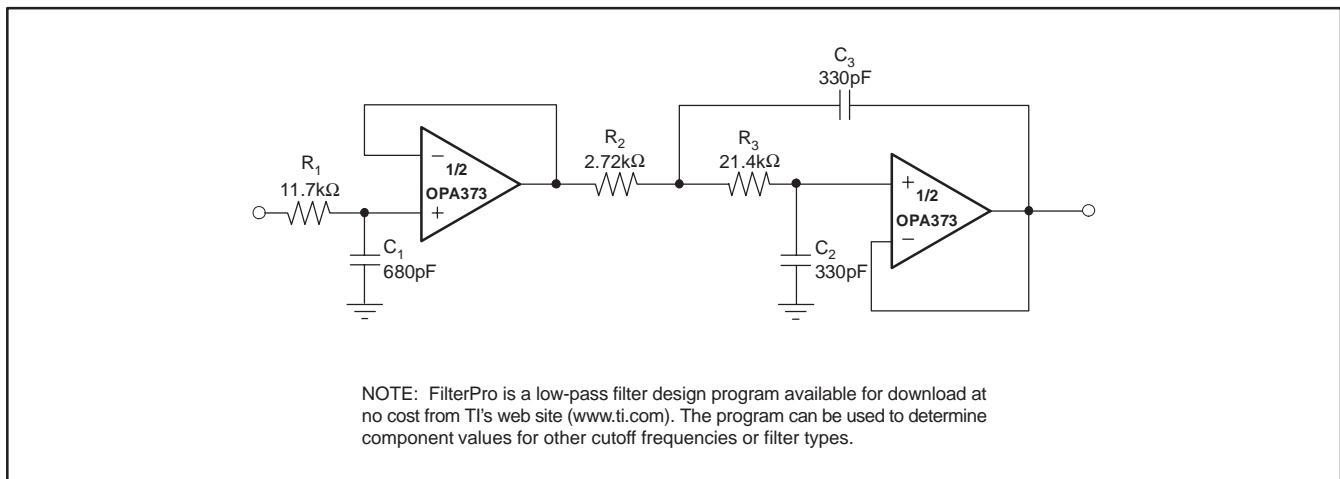 C3
330pF
R1
11.7kΩ
−
1/2
OPA373
+
C1
680pF
R2
2.72kΩ
R3
21.4kΩ
+
1/2
OPA373
−
C2
330pF
NOTE: FilterPro is a low-pass filter design program available for download at
no cost from TI's web site (www.ti.com). The program can be used to determine
component values for other cutoff frequencies or filter types.